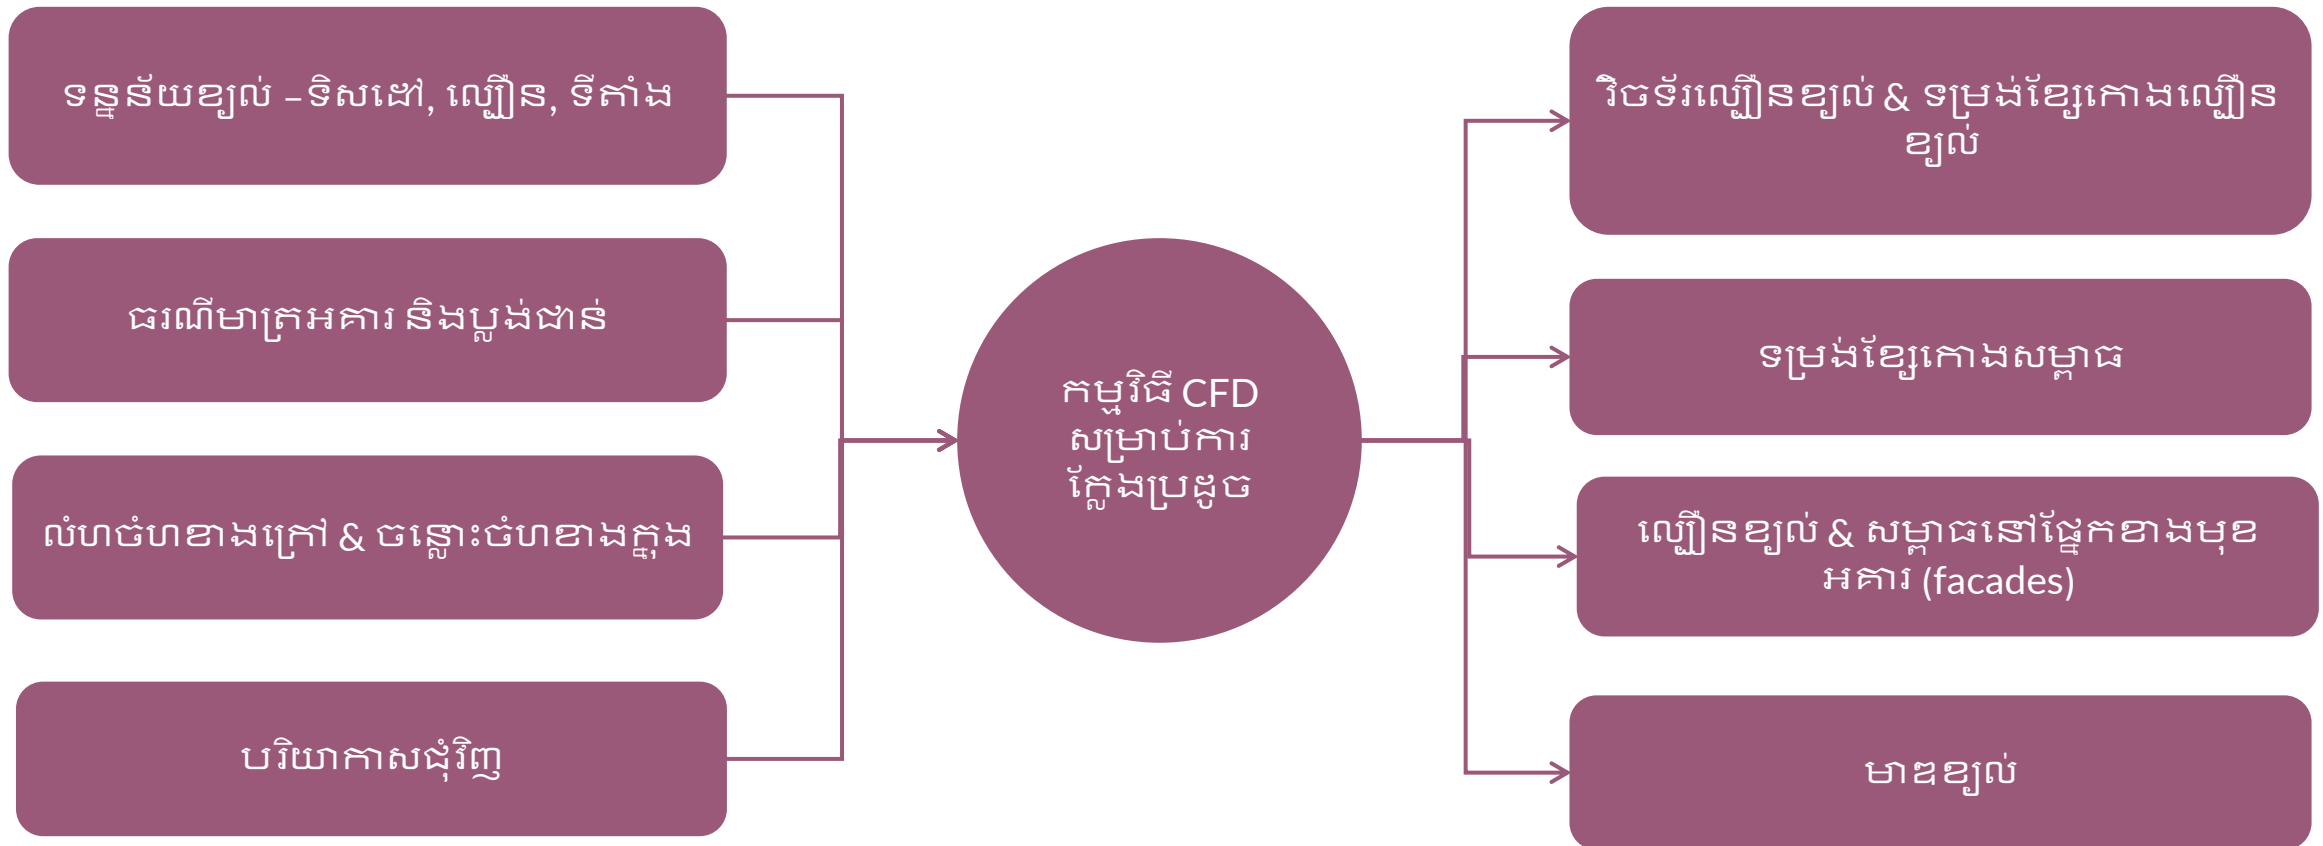 ទន្នន័យខ្យល់ – ទិសដៅ, ល្បឿន, ទីតាំង
ធរណីមាត្រអគារ និងប្លង់ជាន់
លំហចំហខាងក្រៅ & ចន្លោះចំហខាងក្នុង
បរិយាកាសជុំវិញ
កម្មវិធី CFD
សម្រាប់ការ
ក្លែងប្រដូច
វិចទ័រល្បឿនខ្យល់ & ទម្រង់ខ្សែកោងល្បឿន
ខ្យល់
ទម្រង់ខ្សែកោងសម្ពាធ
ល្បឿនខ្យល់ & សម្ពាធនៅផ្នែកខាងមុខ
អគារ (facades)
មាឌខ្យល់